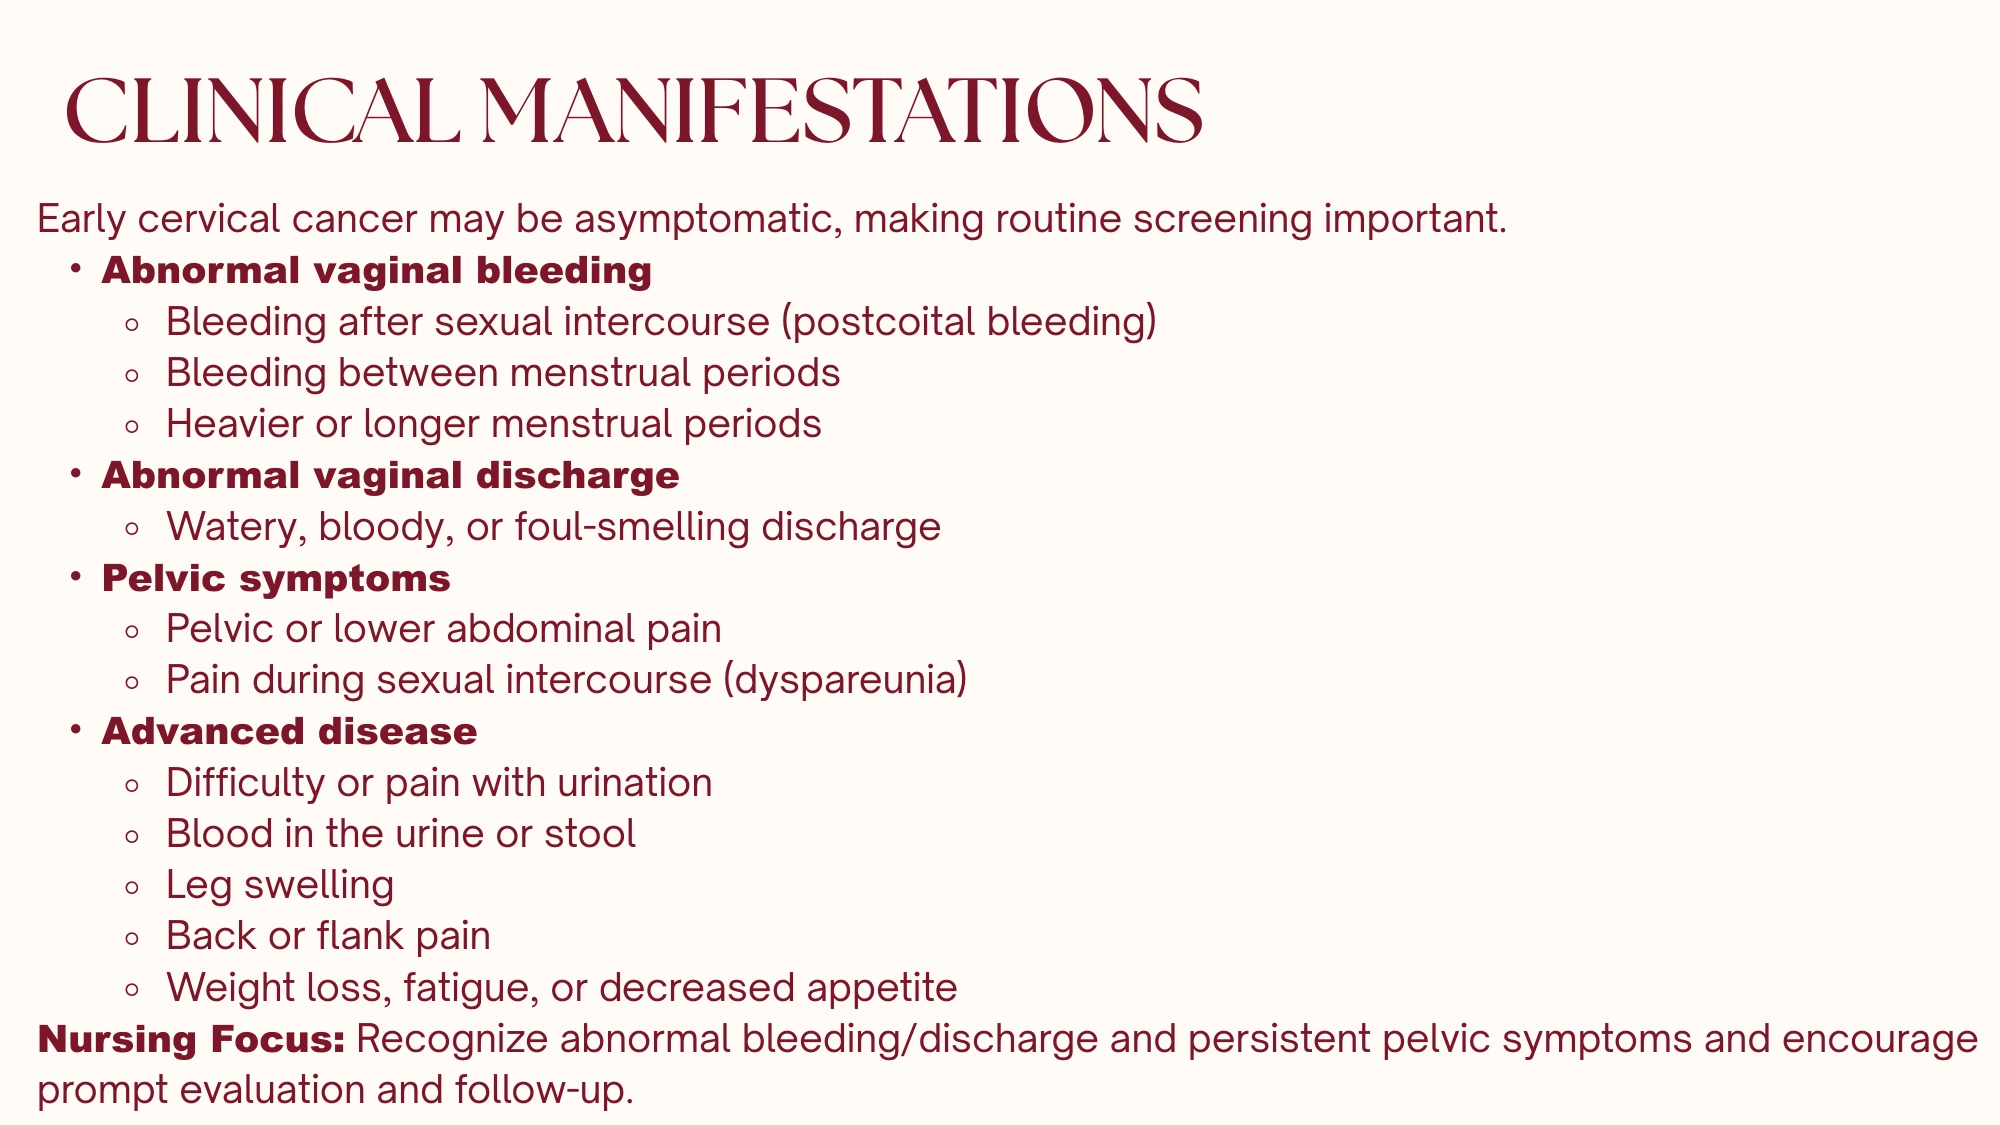 CLINICAL MANIFESTATIONS
Early cervical cancer may be asymptomatic, making routine screening important.
• Abnormal vaginal bleeding
◦ Bleeding after sexual intercourse (postcoital bleeding)
◦ Bleeding between menstrual periods
◦ Heavier or longer menstrual periods
• Abnormal vaginal discharge
◦ Watery, bloody, or foul-smelling discharge
• Pelvic symptoms
◦ Pelvic or lower abdominal pain
◦ Pain during sexual intercourse (dyspareunia)
• Advanced disease
◦ Difficulty or pain with urination
◦ Blood in the urine or stool
◦ Leg swelling
◦ Back or flank pain
◦ Weight loss, fatigue, or decreased appetite
Nursing Focus: Recognize abnormal bleeding/discharge and persistent pelvic symptoms and encourage
prompt evaluation and follow-up.